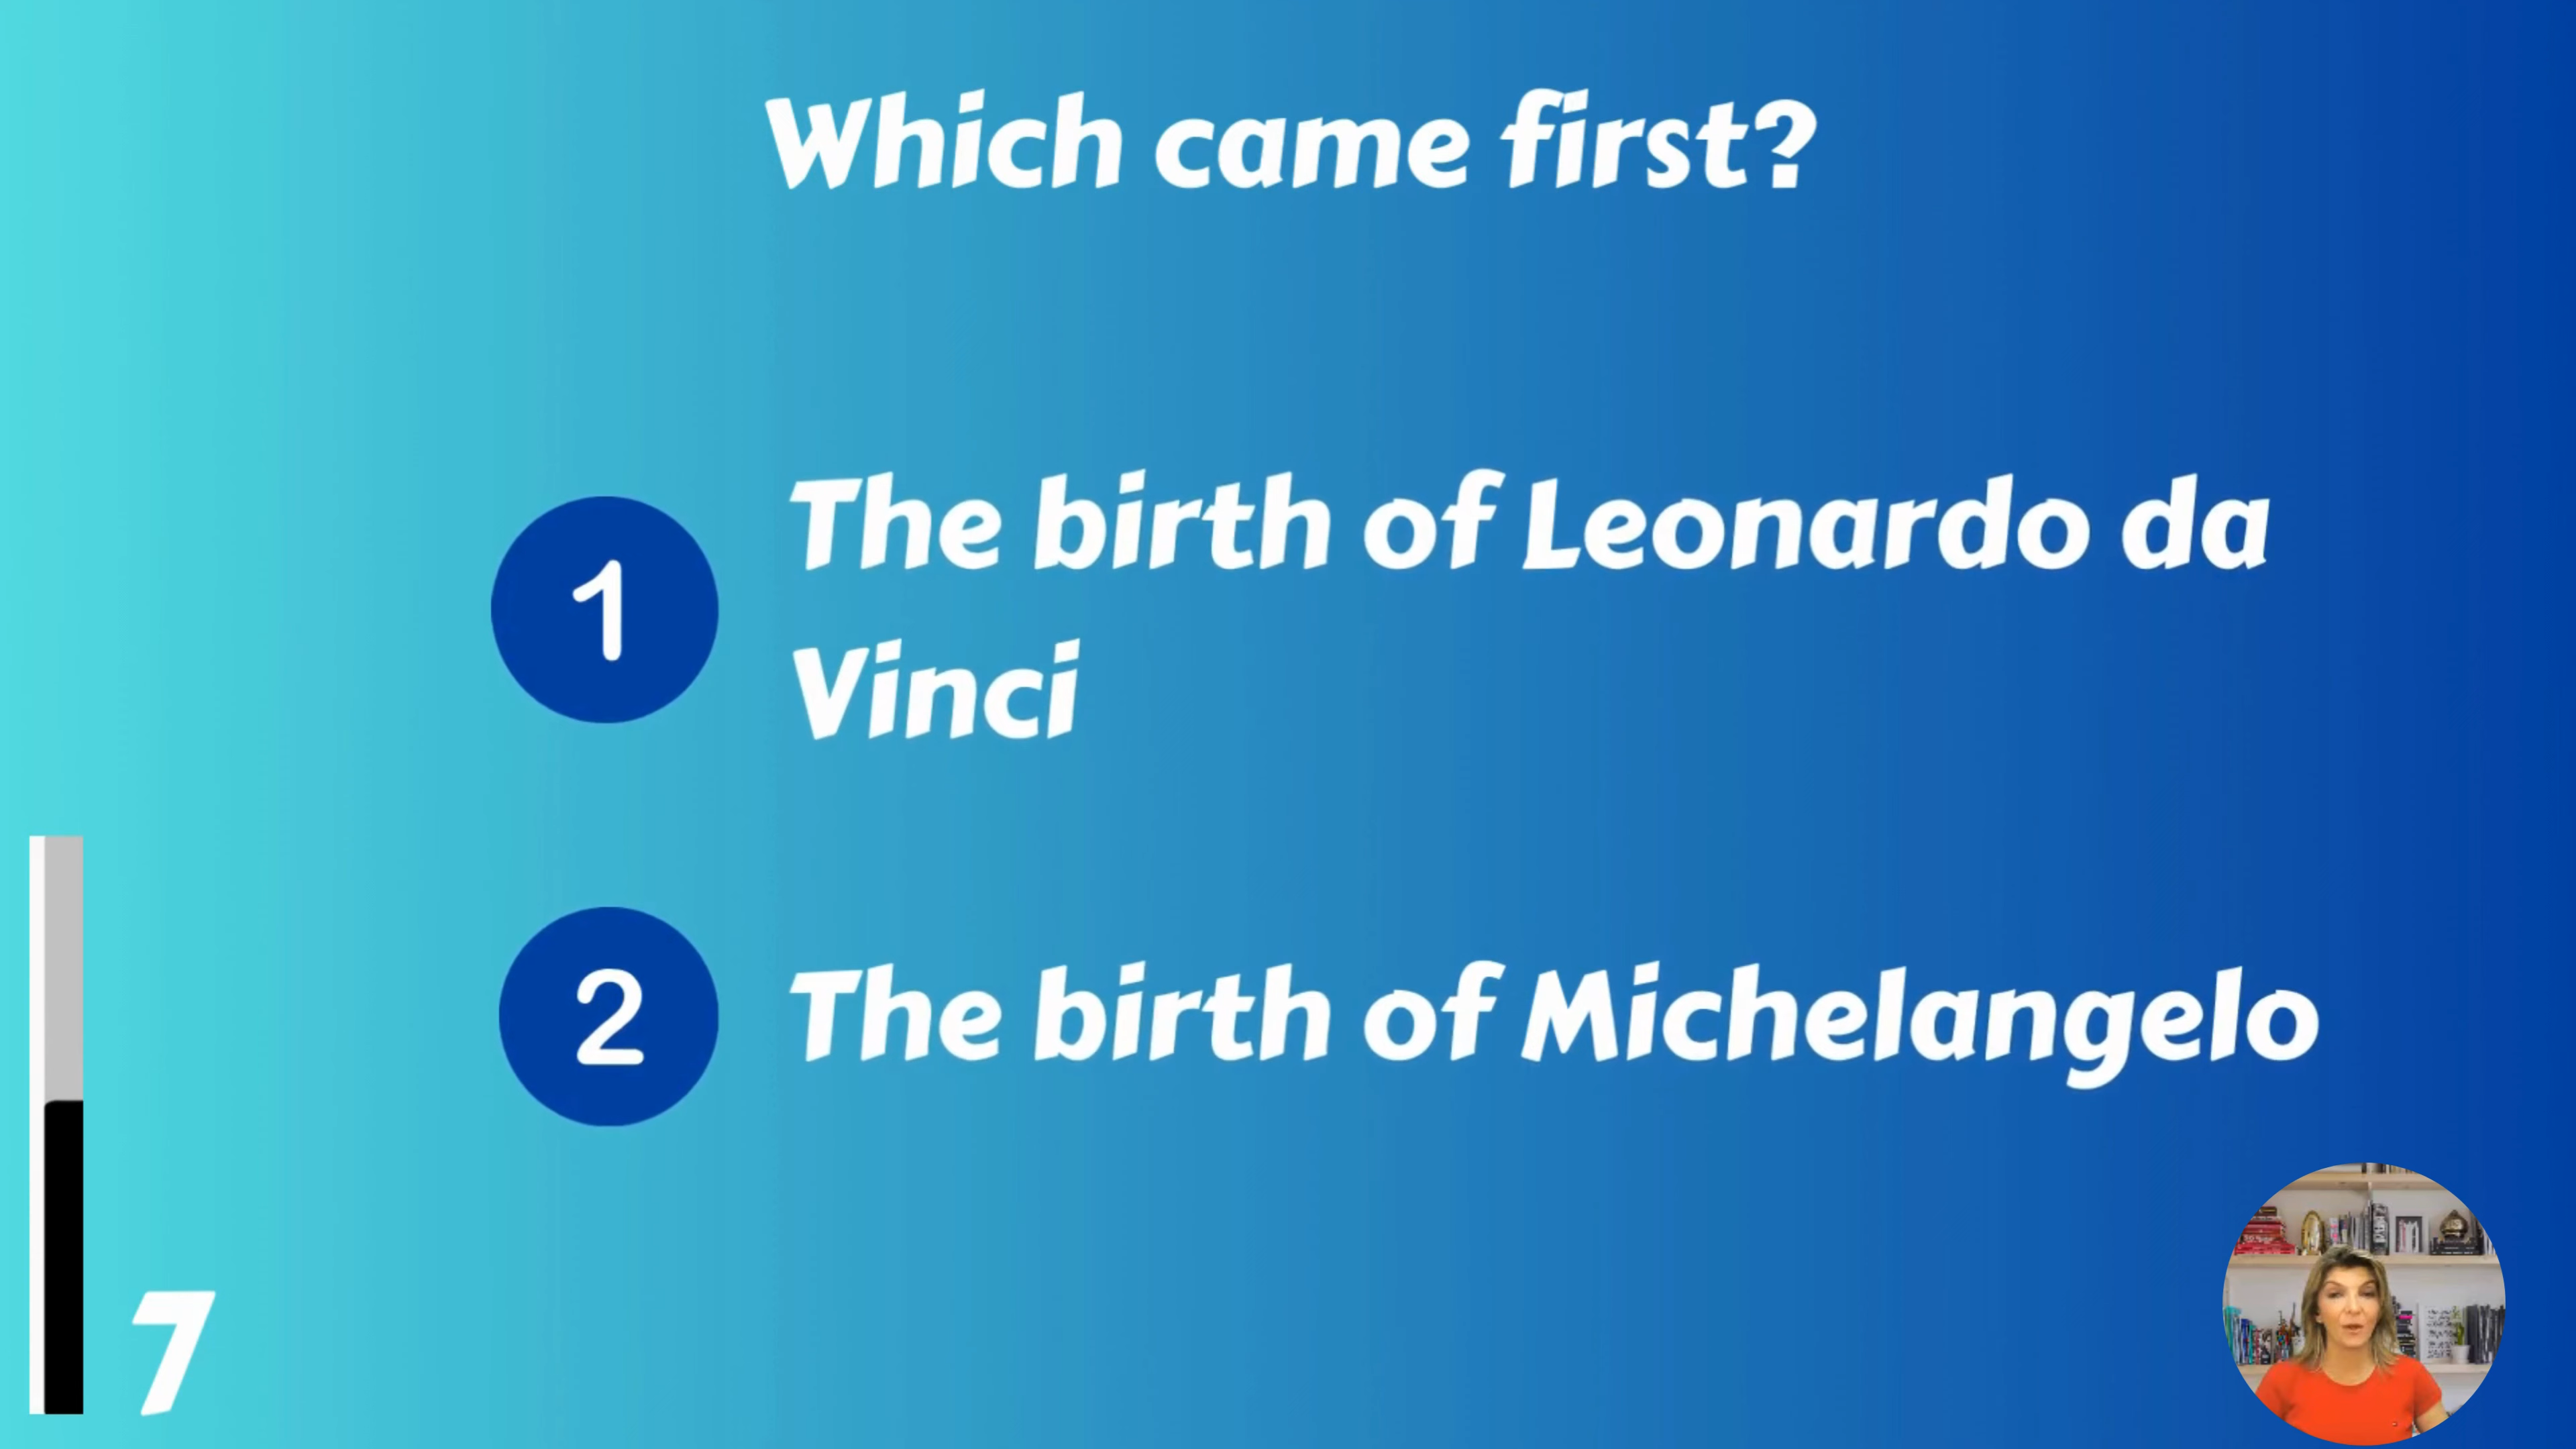 Which came first?
1
The birth of Leonardo da
Vinci
2
The birth of Michelangelo
7